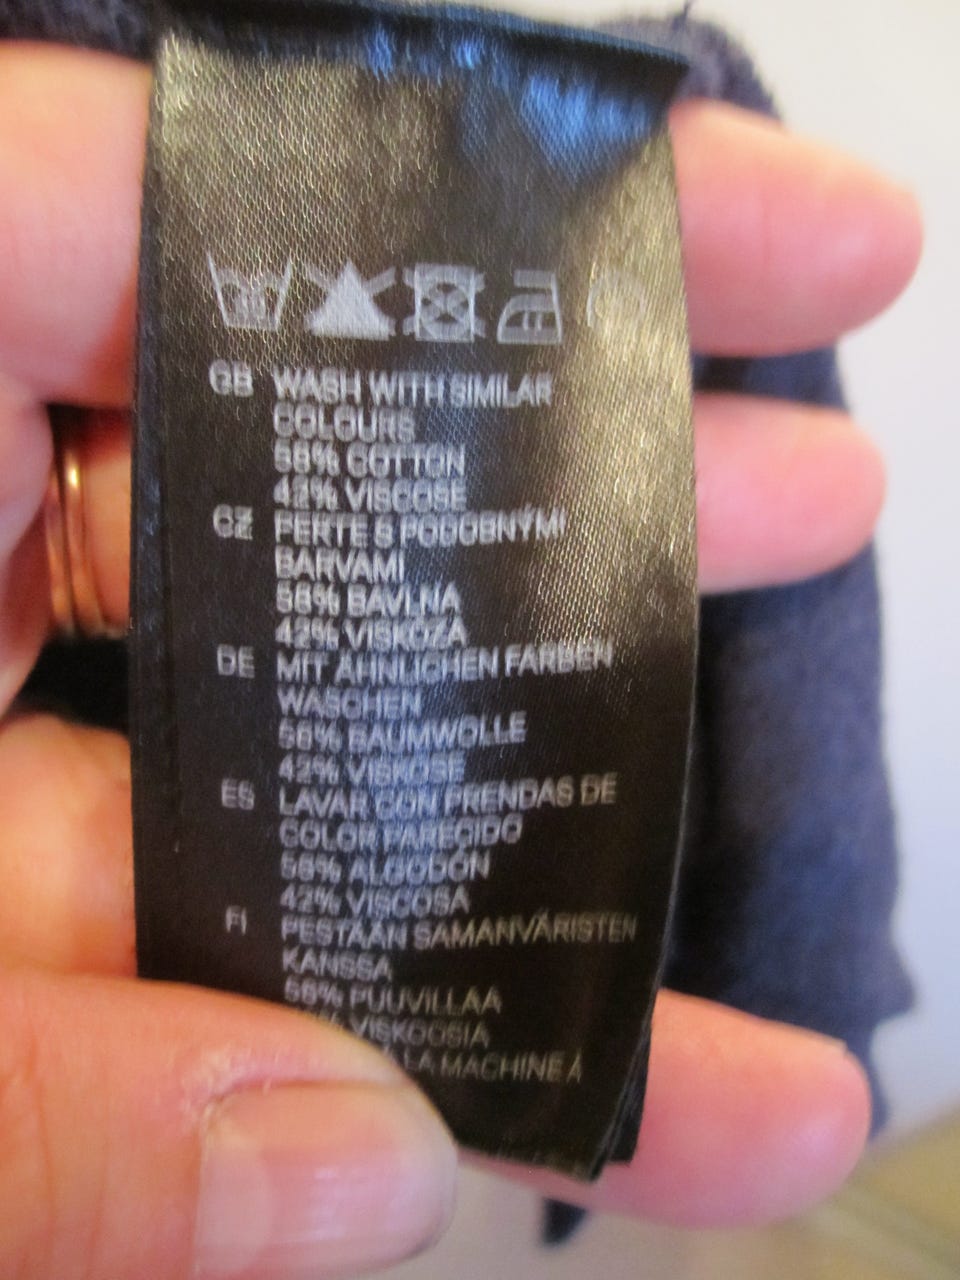 GB WASH WITH SIMILAR
COLOURS
58% COTTON
42% VISCOSE
CZ PERTE S PODOBNÝMI
BARVAMI
58% BAVLNA
42% VISKÓZA
DE MIT ÄHNLICHEN FARBEN
WASCHEN
58% BAUMWOLLE
42% VISKOSE
ES LAVAR CON PRENDAS DE
COLOR PARECIDO
58% ALGODÓN
42% VISCOSA
FI PESTÄÄN SAMANVÄRISTEN
KANSSA
58% PUUVILLAA
VISKOOSIA
LA MACHINE À